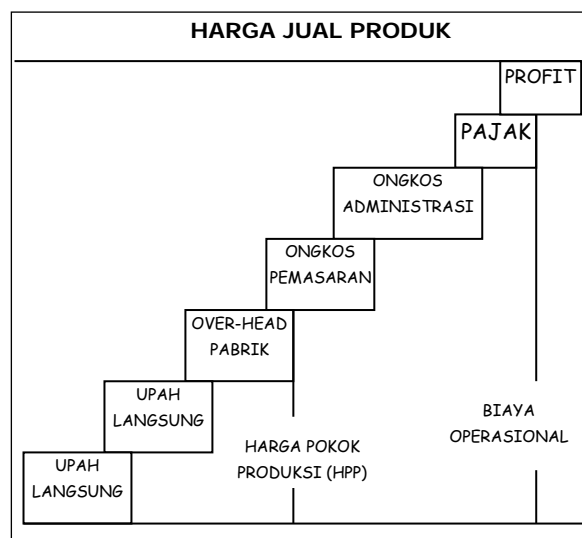 HARGA JUAL PRODUK
PROFIT
PAJAK
ONGKOS
ADMINISTRASI
ONGKOS
PEMASARAN
OVER-HEAD
PABRIK
UPAH
LANGSUNG
BIAYA
OPERASIONAL
HARGA POKOK
PRODUKSI (HPP)
UPAH
LANGSUNG